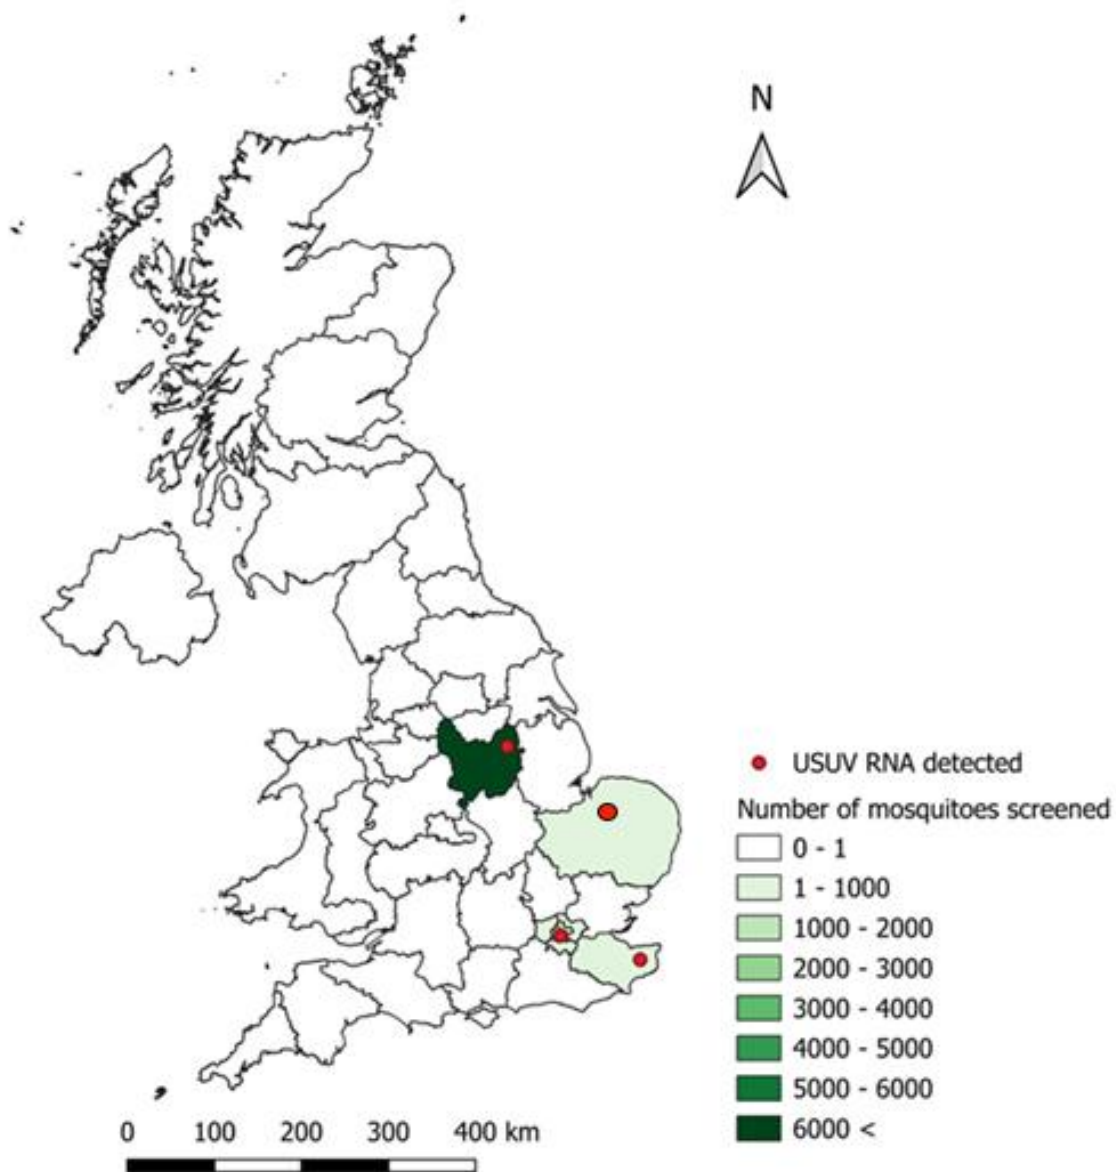 N
USUV RNA detected
Number of mosquitoes screened
0 - 1
1 - 1000
1000 - 2000
2000 - 3000
3000 - 4000
4000 - 5000
5000 - 6000
6000 <
0 100 200 300 400 km